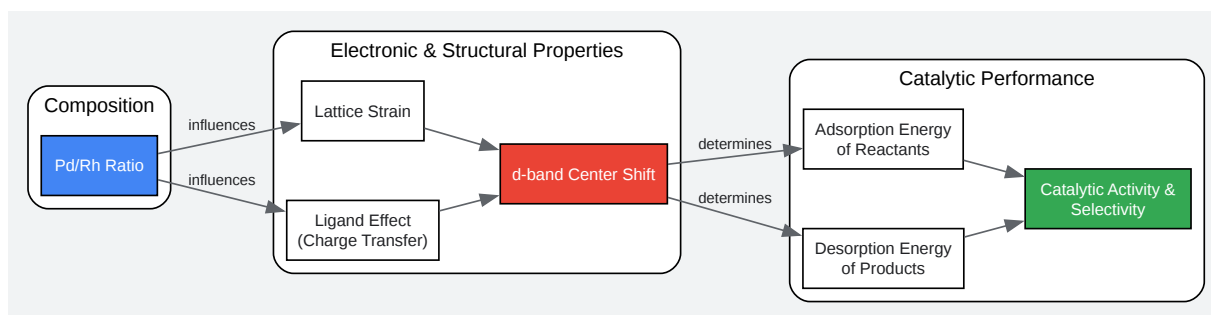 Composition
Pd/Rh Ratio
influences
influences
Electronic & Structural Properties
Lattice Strain
Ligand Effect
(Charge Transfer)
d-band Center Shift
determines
determines
Catalytic Performance
Adsorption Energy
of Reactants
Desorption Energy
of Products
Catalytic Activity &
Selectivity